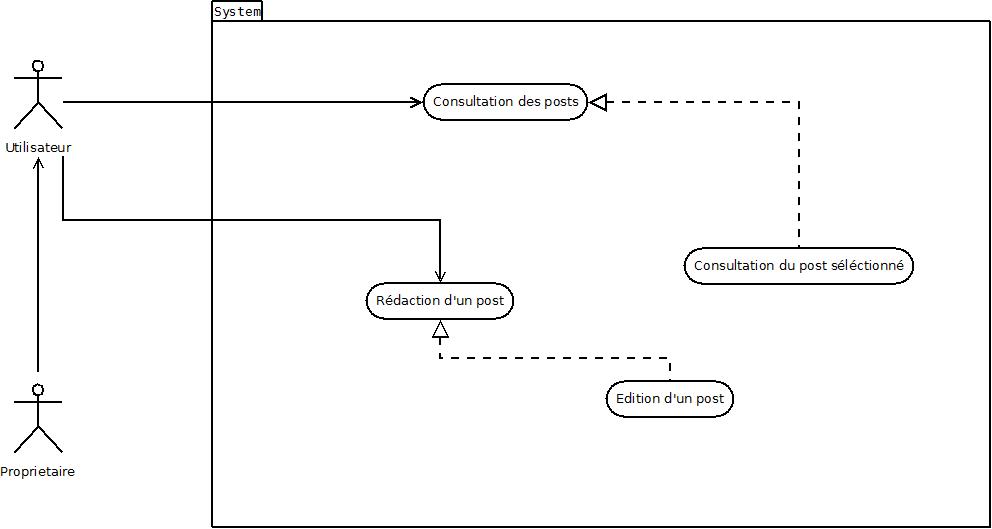 System
Consultation des posts
Utilisateur
Consultation du post séléctionné
Rédaction d'un post
Edition d'un post
Proprietaire